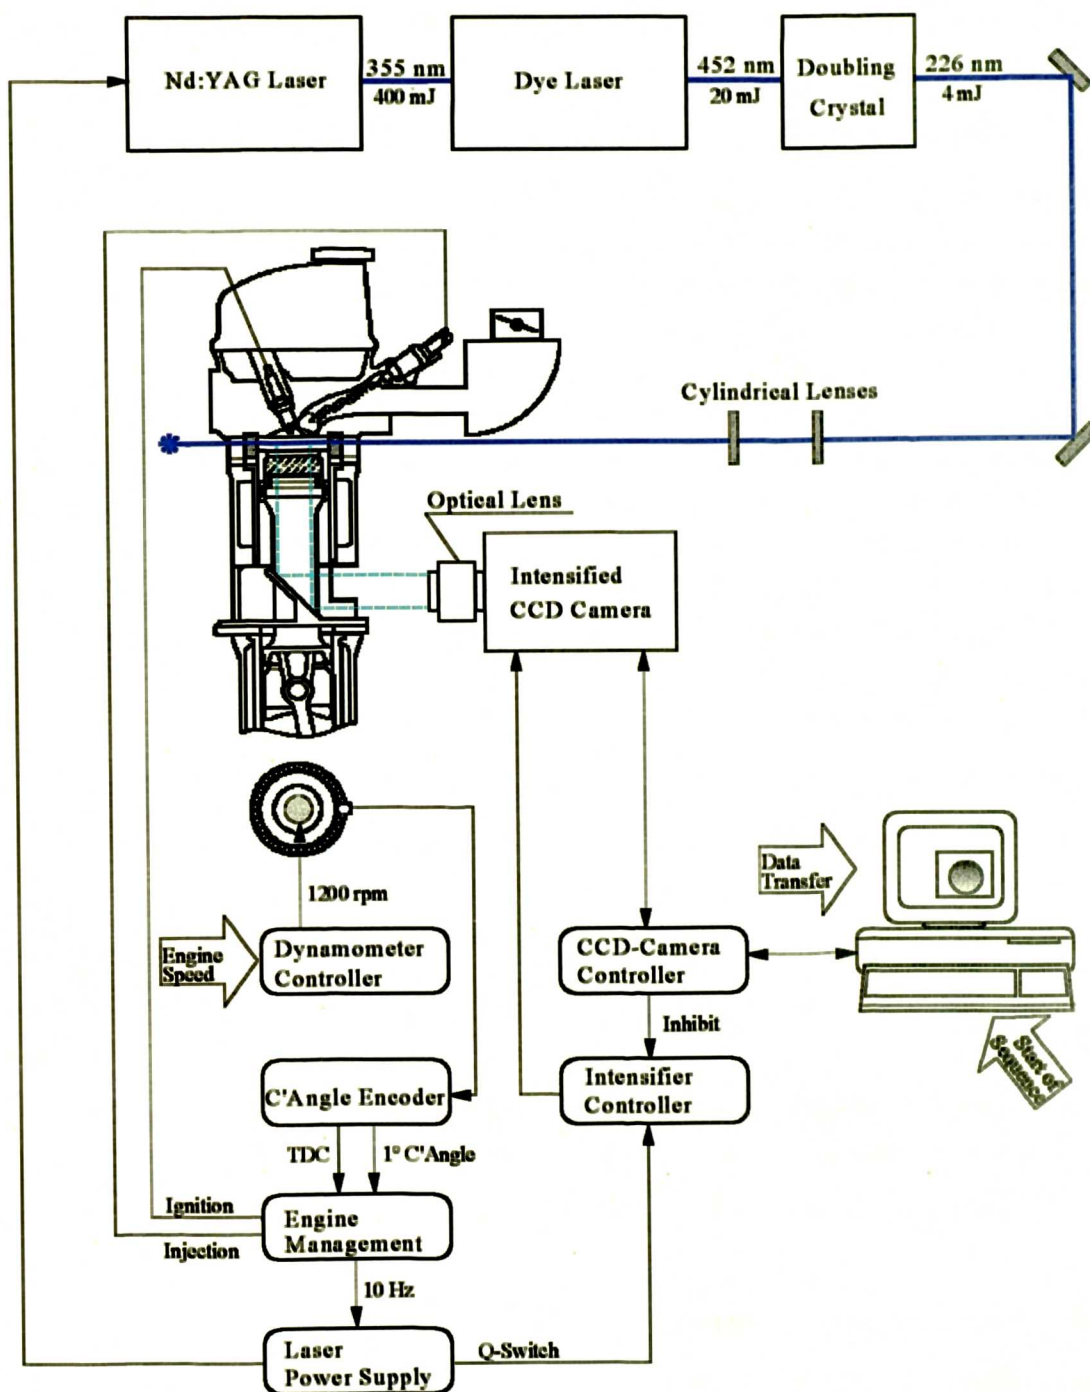 Nd:YAG Laser
355 nm
400 mJ
Dye Laser
452 nm
20 mJ
Doubling
Crystal
226 nm
4 mJ
Cylindrical Lenses
Optical Lens
Intensified
CCD Camera
1200 rpm
Engine
Speed
Dynamometer
Controller
Data
Transfer
CCD-Camera
Controller
Inhibit
Start of
Sequence
Intensifier
Controller
C'Angle Encoder
TDC
1° C'Angle
Ignition
Injection
Engine
Management
10 Hz
Laser
Power Supply
Q-Switch